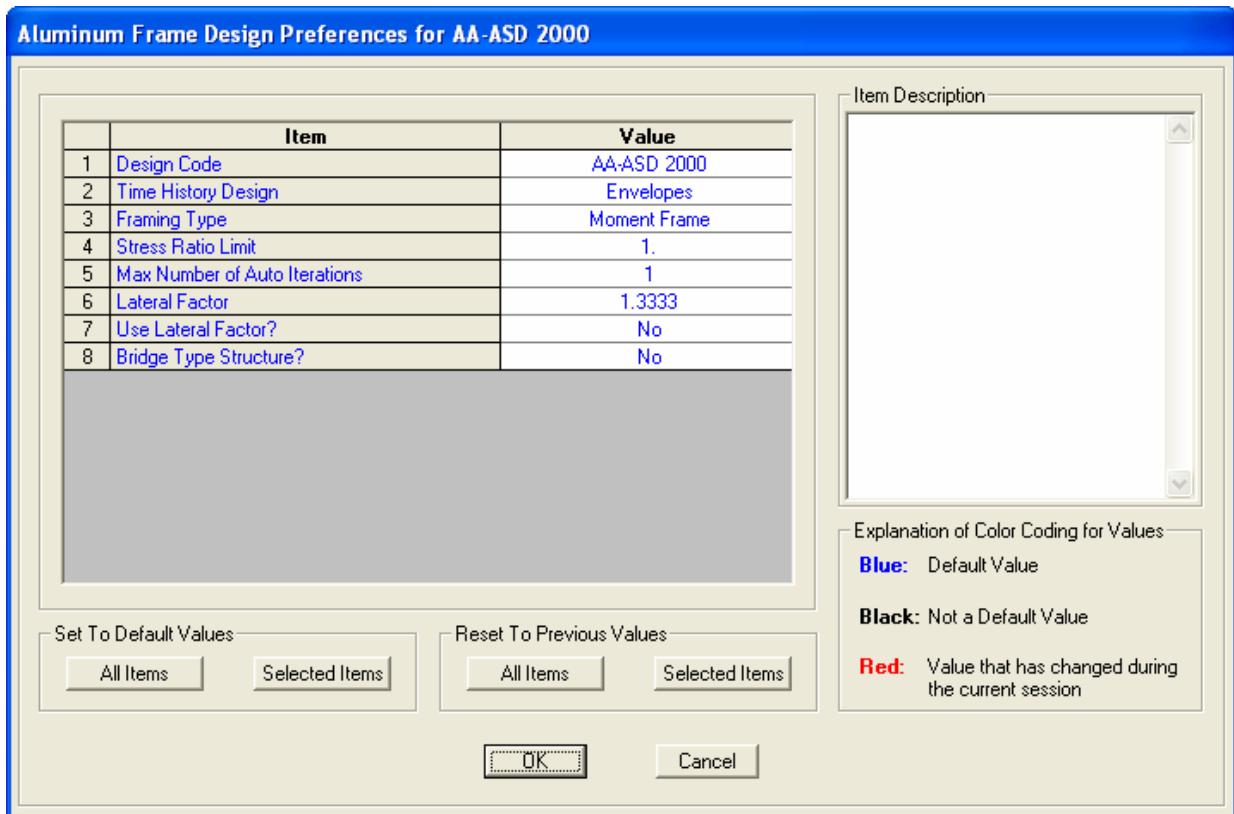 Aluminum Frame Design Preferences for AA-ASD 2000
Item Value
1 Design Code AA-ASD 2000
2 Time History Design Envelopes
3 Framing Type Moment Frame
4 Stress Ratio Limit 1.
5 Max Number of Auto Iterations 1
6 Lateral Factor 1.3333
7 Use Lateral Factor? No
8 Bridge Type Structure? No
Set To Default Values
All Items Selected Items
Reset To Previous Values
All Items Selected Items
Item Description
Explanation of Color Coding for Values
Blue: Default Value
Black: Not a Default Value
Red: Value that has changed during
the current session
OK Cancel